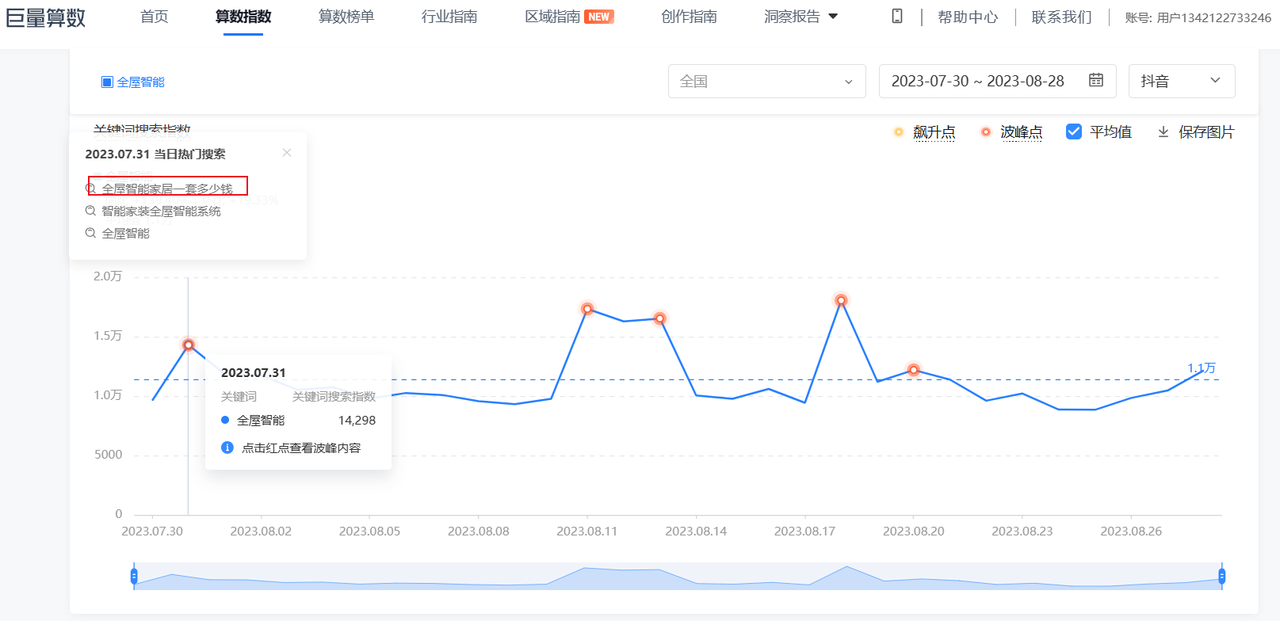 巨量算数 首页 算数指数 算数榜单 行业指南 区域指南 NEW 创作指南 洞察报告 帮助中心 联系我们 账号: 用户1342122733246
全屋智能 全国 2023-07-30 ~ 2023-08-28 抖音
关键词搜索指数 飙升点 波峰点 平均值 保存图片
2023.07.31 当日热门搜索
全屋智能家居一套多少钱
智能家装全屋智能系统
全屋智能
2.0万
1.5万
1.0万
5000
0
1.1万
2023.07.31
关键词 关键词搜索指数
全屋智能 14,298
点击红点查看波峰内容
2023.07.30 2023.08.02 2023.08.05 2023.08.08 2023.08.11 2023.08.14 2023.08.17 2023.08.20 2023.08.23 2023.08.26